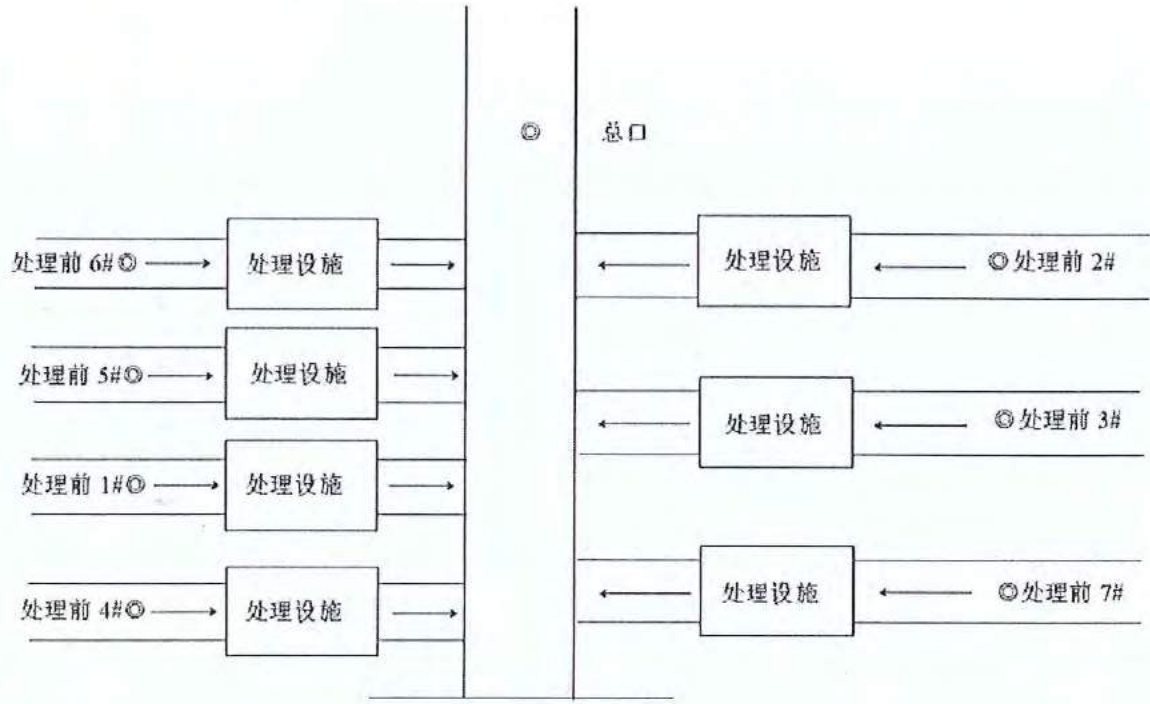 ◎ 总口
处理前 6#◎ 处理设施
处理设施 ◎处理前 2#
处理前 5#◎ 处理设施
处理设施 ◎处理前 3#
处理前 1#◎ 处理设施
处理前 4#◎ 处理设施
处理设施 ◎处理前 7#